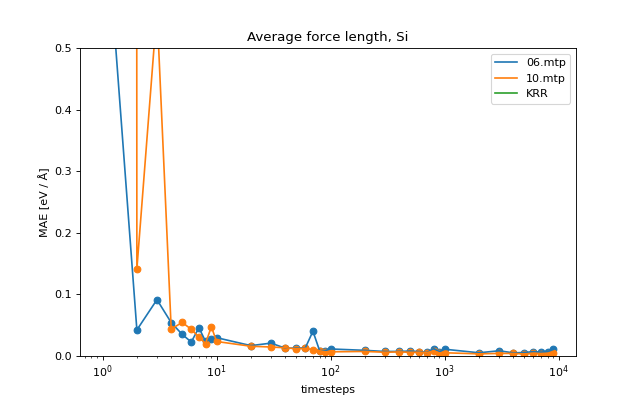 Average force length, Si
MAE [eV / Å]
0.5
0.4
0.3
0.2
0.1
0.0
10⁰
10¹
10²
10³
10⁴
timesteps
06.mtp
10.mtp
KRR